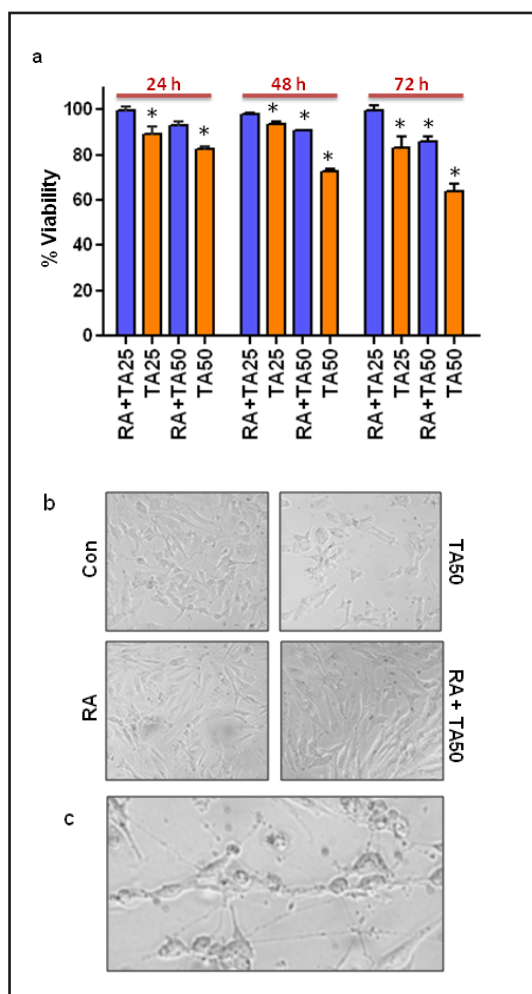 a
24 h 48 h 72 h
* * * * * * * * *
% Viability
100
80
60
40
20
0
RA+TA25 TA25 RA+TA50 TA50 RA+TA25 TA25 RA+TA50 TA50 RA+TA25 TA25 RA+TA50 TA50
b
Con TA50
RA RA + TA50
c